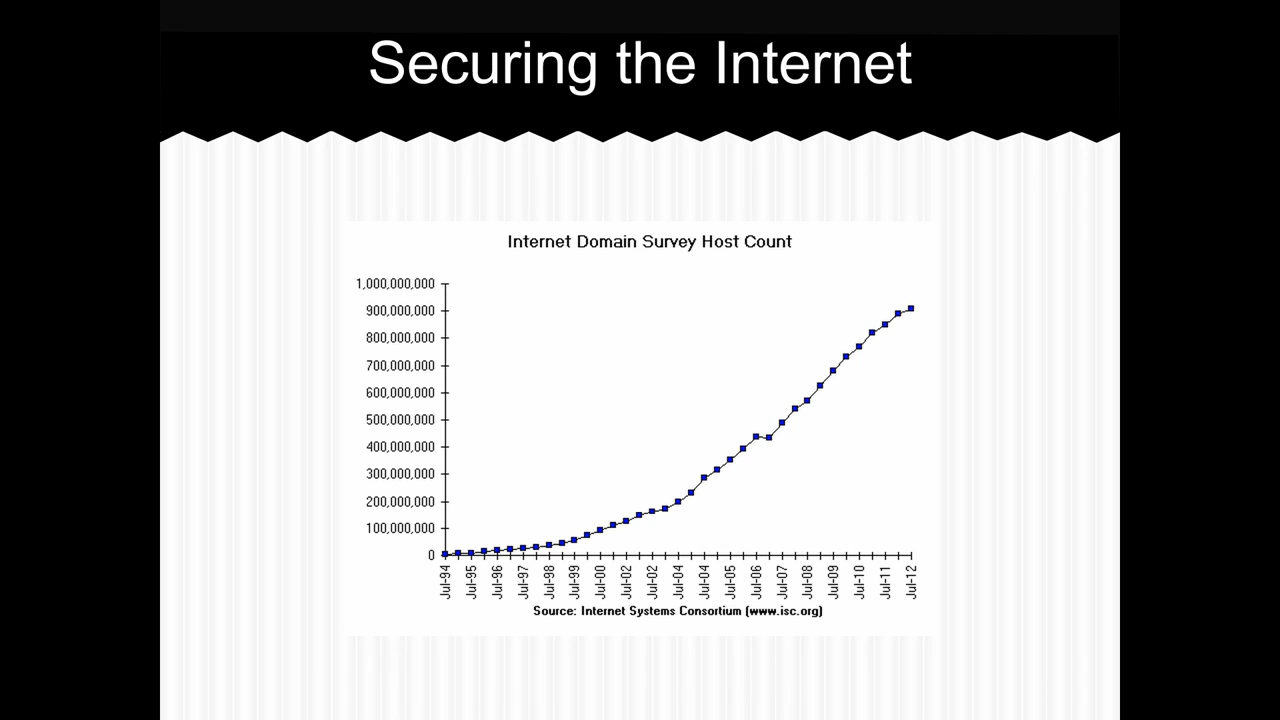 Securing the Internet
Internet Domain Survey Host Count
1,000,000,000
900,000,000
800,000,000
700,000,000
600,000,000
500,000,000
400,000,000
300,000,000
200,000,000
100,000,000
0
Jul-94 Jul-95 Jul-96 Jul-97 Jul-98 Jul-99 Jul-00 Jul-02 Jul-02 Jul-04 Jul-04 Jul-05 Jul-06 Jul-07 Jul-08 Jul-09 Jul-10 Jul-11 Jul-12
Source: Internet Systems Consortium (www.isc.org)